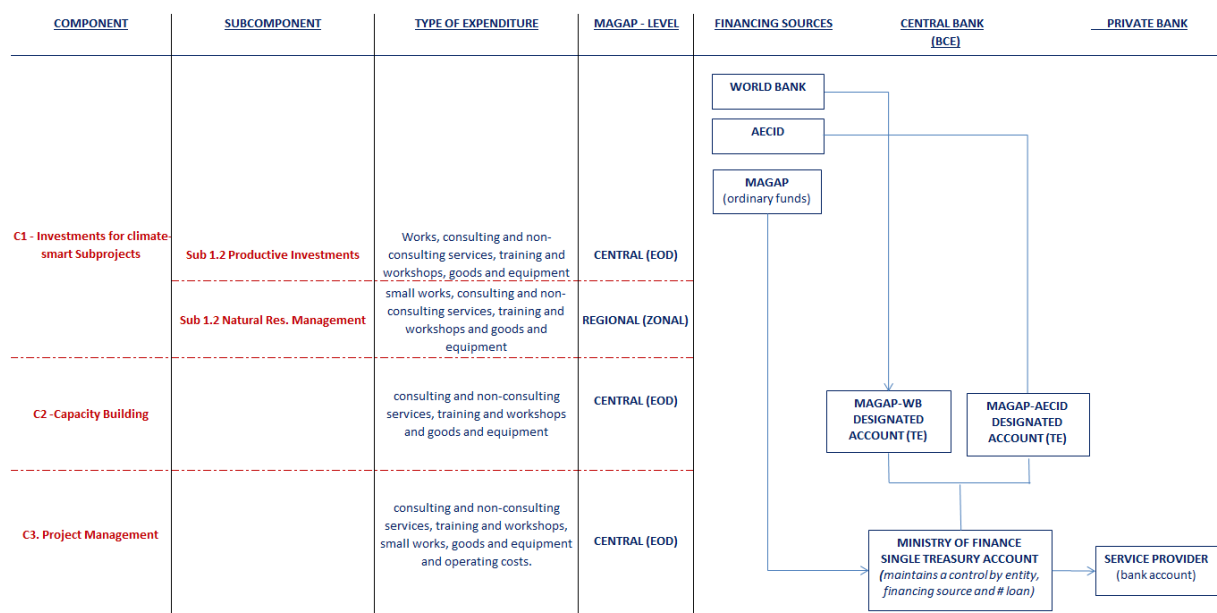 COMPONENT
SUBCOMPONENT
TYPE OF EXPENDITURE
MAGAP - LEVEL
FINANCING SOURCES
CENTRAL BANK
(BCE)
PRIVATE BANK
WORLD BANK
AECID
MAGAP
(ordinary funds)
C1 - Investments for climate-
smart Subprojects
Sub 1.2 Productive Investments
Works, consulting and non-
consulting services, training and
workshops, goods and equipment
CENTRAL (EOD)
Sub 1.2 Natural Res. Management
small works, consulting and non-
consulting services, training and
workshops and goods and
equipment
REGIONAL (ZONAL)
C2 -Capacity Building
consulting and non-consulting
services, training and workshops
and goods and equipment
CENTRAL (EOD)
MAGAP-WB
DESIGNATED
ACCOUNT (TE)
MAGAP-AECID
DESIGNATED
ACCOUNT (TE)
C3. Project Management
consulting and non-consulting
services, training and workshops,
small works, goods and equipment
and operating costs.
CENTRAL (EOD)
MINISTRY OF FINANCE
SINGLE TREASURY ACCOUNT
(maintains a control by entity,
financing source and # loan)
SERVICE PROVIDER
(bank account)